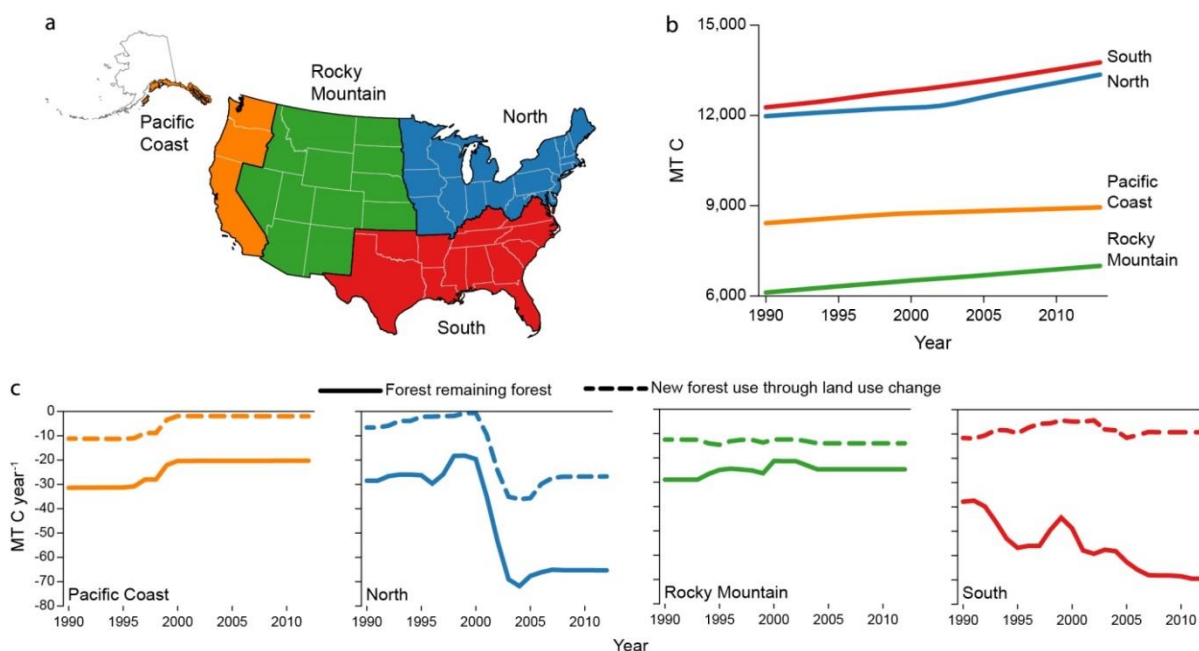 a
Rocky
Mountain
North
Pacific
Coast
South
b
15,000
12,000
9,000
6,000
MT C
South
North
Pacific
Coast
Rocky
Mountain
1990
1995
2000
2005
2010
Year
c
Forest remaining forest
New forest use through land use change
MT C year⁻¹
0
-10
-20
-30
-40
-50
-60
-70
-80
Pacific Coast
1990
1995
2000
2005
2010
North
1990
1995
2000
2005
2010
Rocky Mountain
1990
1995
2000
2005
2010
South
1990
1995
2000
2005
2010
Year